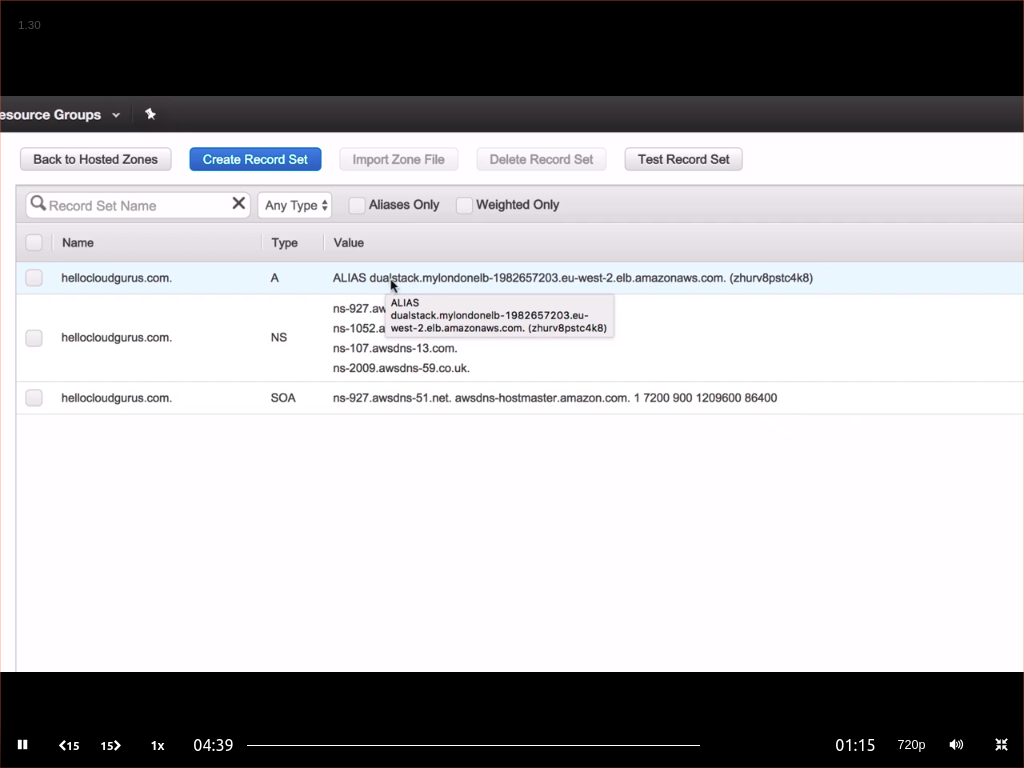 1.30
esource Groups
Back to Hosted Zones Create Record Set Import Zone File Delete Record Set Test Record Set
Record Set Name Any Type Aliases Only Weighted Only
Name Type Value
hellocloudgurus.com. A ALIAS dualstack.mylondonelb-1982657203.eu-west-2.elb.amazonaws.com. (zhurv8pstc4k8)
ns-927.aw
ALIAS
dualstack.mylondonelb-1982657203.eu-
west-2.elb.amazonaws.com. (zhurv8pstc4k8)
ns-1052.a
hellocloudgurus.com. NS
ns-107.awsdns-13.com.
ns-2009.awsdns-59.co.uk.
hellocloudgurus.com. SOA ns-927.awsdns-51.net. awsdns-hostmaster.amazon.com. 1 7200 900 1209600 86400
15 15 1x 04:39 01:15 720p